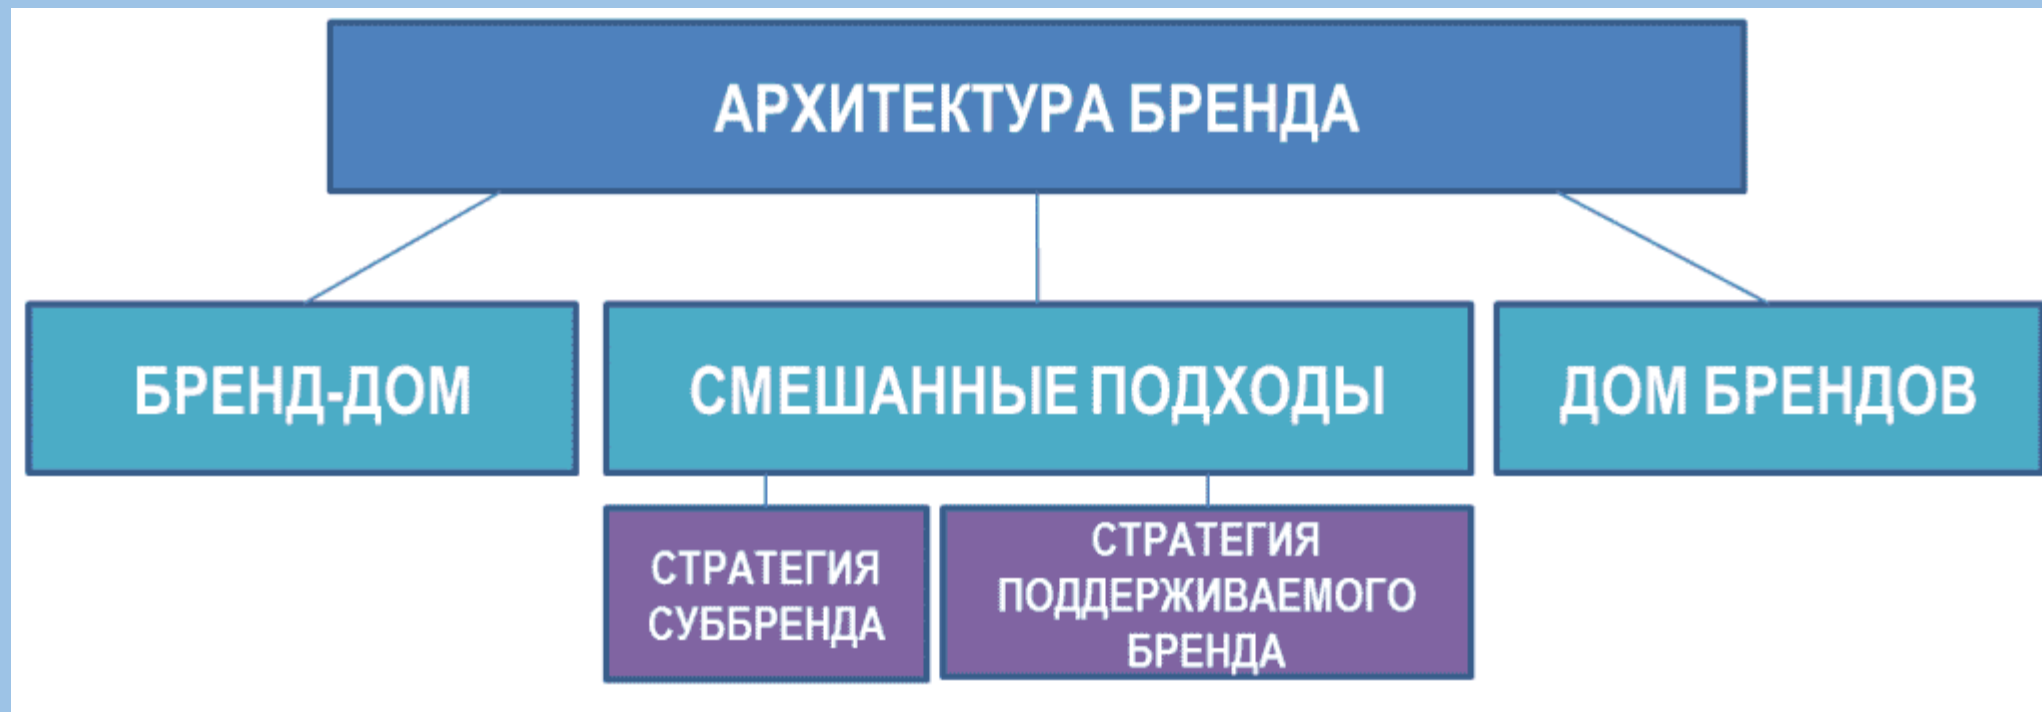 АРХИТЕКТУРА БРЕНДА
БРЕНД-ДОМ
СМЕШАННЫЕ ПОДХОДЫ
ДОМ БРЕНДОВ
СТРАТЕГИЯ
СУББРЕНДА
СТРАТЕГИЯ
ПОДДЕРЖИВАЕМОГО
БРЕНДА